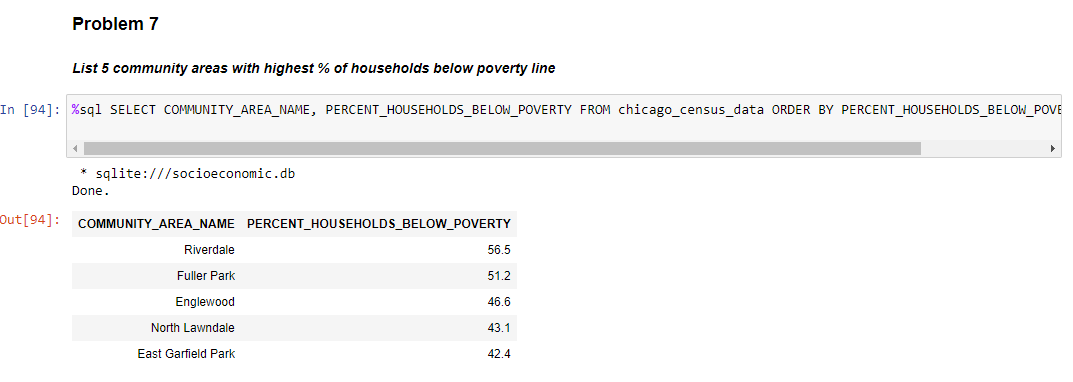 Problem 7
List 5 community areas with highest % of households below poverty line
In [94]: %sql SELECT COMMUNITY_AREA_NAME, PERCENT_HOUSEHOLDS_BELOW_POVERTY FROM chicago_census_data ORDER BY PERCENT_HOUSEHOLDS_BELOW_POVE
* sqlite:///socioeconomic.db
Done.
Out[94]: COMMUNITY_AREA_NAME PERCENT_HOUSEHOLDS_BELOW_POVERTY
Riverdale 56.5
Fuller Park 51.2
Englewood 46.6
North Lawndale 43.1
East Garfield Park 42.4